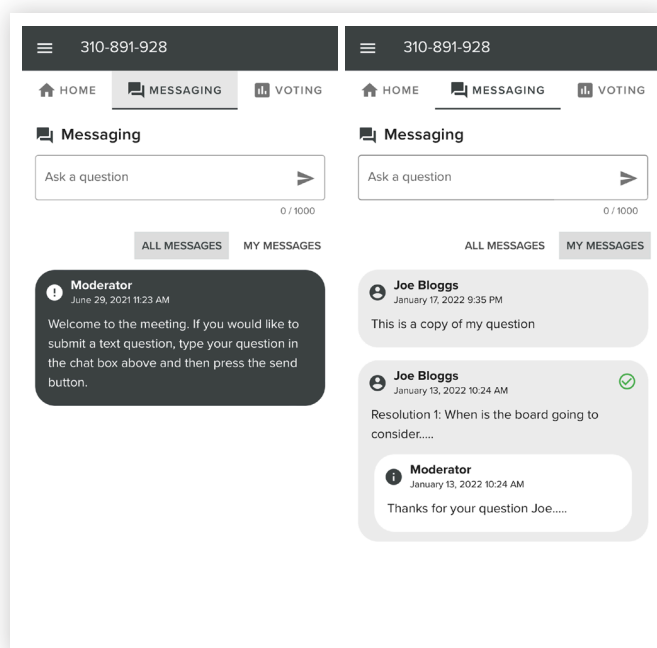 310-891-928
HOME MESSAGING VOTING
Messaging
Ask a question
0 / 1000
ALL MESSAGES MY MESSAGES
Moderator
June 29, 2021 11:23 AM
Welcome to the meeting. If you would like to
submit a text question, type your question in
the chat box above and then press the send
button.
310-891-928
HOME MESSAGING VOTING
Messaging
Ask a question
0 / 1000
ALL MESSAGES MY MESSAGES
Joe Bloggs
January 17, 2022 9:35 PM
This is a copy of my question
Joe Bloggs
January 13, 2022 10:24 AM
Resolution 1: When is the board going to
consider.....
Moderator
January 13, 2022 10:24 AM
Thanks for your question Joe.....